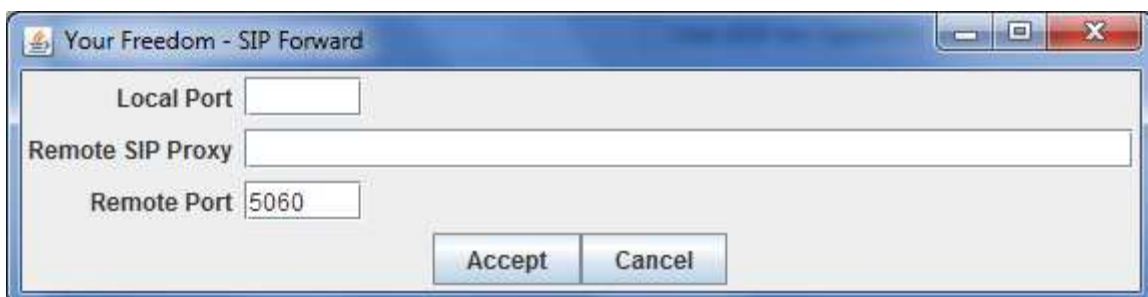 Your Freedom - SIP Forward
Local Port
Remote SIP Proxy
Remote Port 5060
Accept Cancel